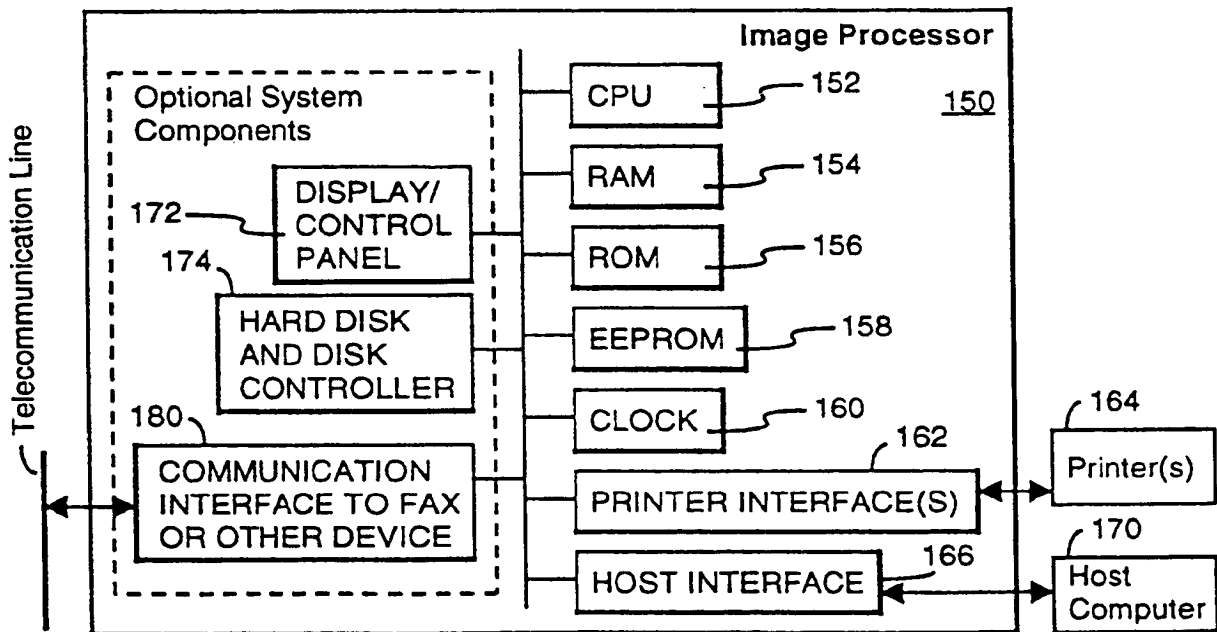 Image Processor
150
Optional System
Components
CPU
152
RAM
154
ROM
156
EEPROM
158
CLOCK
160
PRINTER INTERFACE(S)
162
HOST INTERFACE
166
172
DISPLAY/
CONTROL
PANEL
174
HARD DISK
AND DISK
CONTROLLER
180
COMMUNICATION
INTERFACE TO FAX
OR OTHER DEVICE
Telecommunication Line
164
Printer(s)
170
Host
Computer